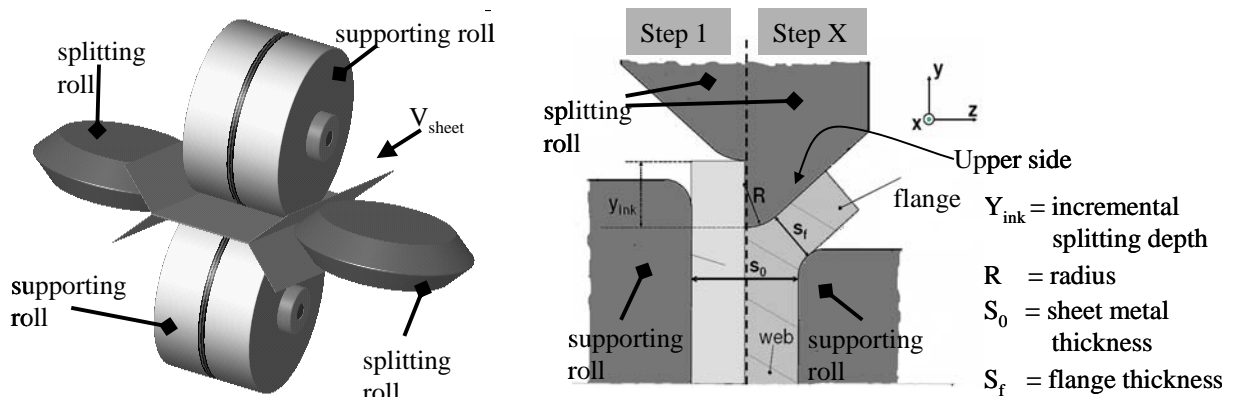 splitting
roll
supporting roll
V sheet
supporting
roll
splitting
roll
Step 1
Step X
splitting
roll
y
z
x
Upper side
flange
R
y ink
s f
s 0
supporting
roll
web
supporting
roll
Y ink = incremental
splitting depth
R = radius
S 0 = sheet metal
thickness
S f = flange thickness